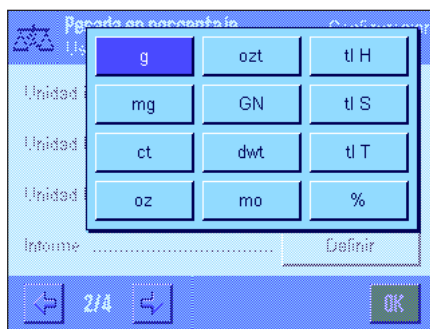 Pesada en porcentaje
g ozt tl H
mg GN tl S
ct dwt tl T
oz mo %
Unidad
Unidad
Unidad
Informe Definir
2/4 OK